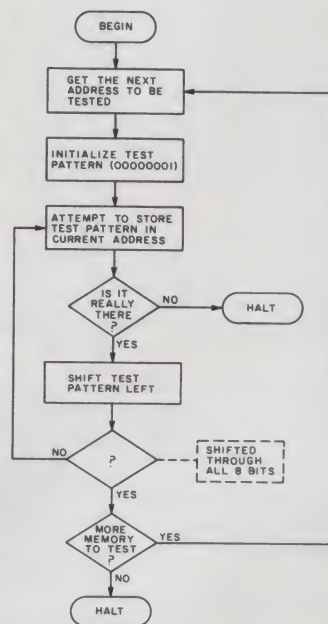 BEGIN
GET THE NEXT
ADDRESS TO BE
TESTED
INITIALIZE TEST
PATTERN (00000001)
ATTEMPT TO STORE
TEST PATTERN IN
CURRENT ADDRESS
IS IT
REALLY
THERE
?
NO
HALT
YES
SHIFT TEST
PATTERN LEFT
NO
?
SHIFTED
THROUGH
ALL 8 BITS
YES
MORE
MEMORY
TO TEST
?
YES
NO
HALT